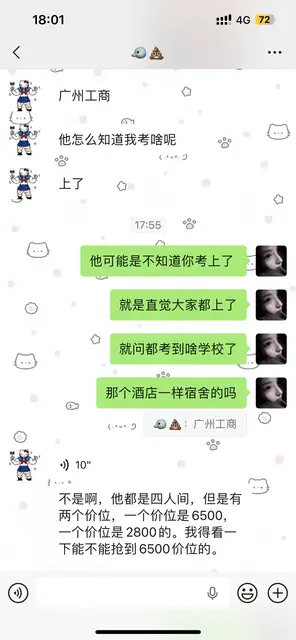 18:01
4G
72
广州工商
他怎么知道我考啥呢
上了
17:55
他可能是不知道你考上了
就是直觉大家都上了
就问都考到啥学校了
那个酒店一样宿舍的吗
：广州工商
10"
不是啊，他都是四人间，但是有
两个价位，一个价位是6500，
一个价位是2800的。我得看一
下能不能抢到6500价位的。